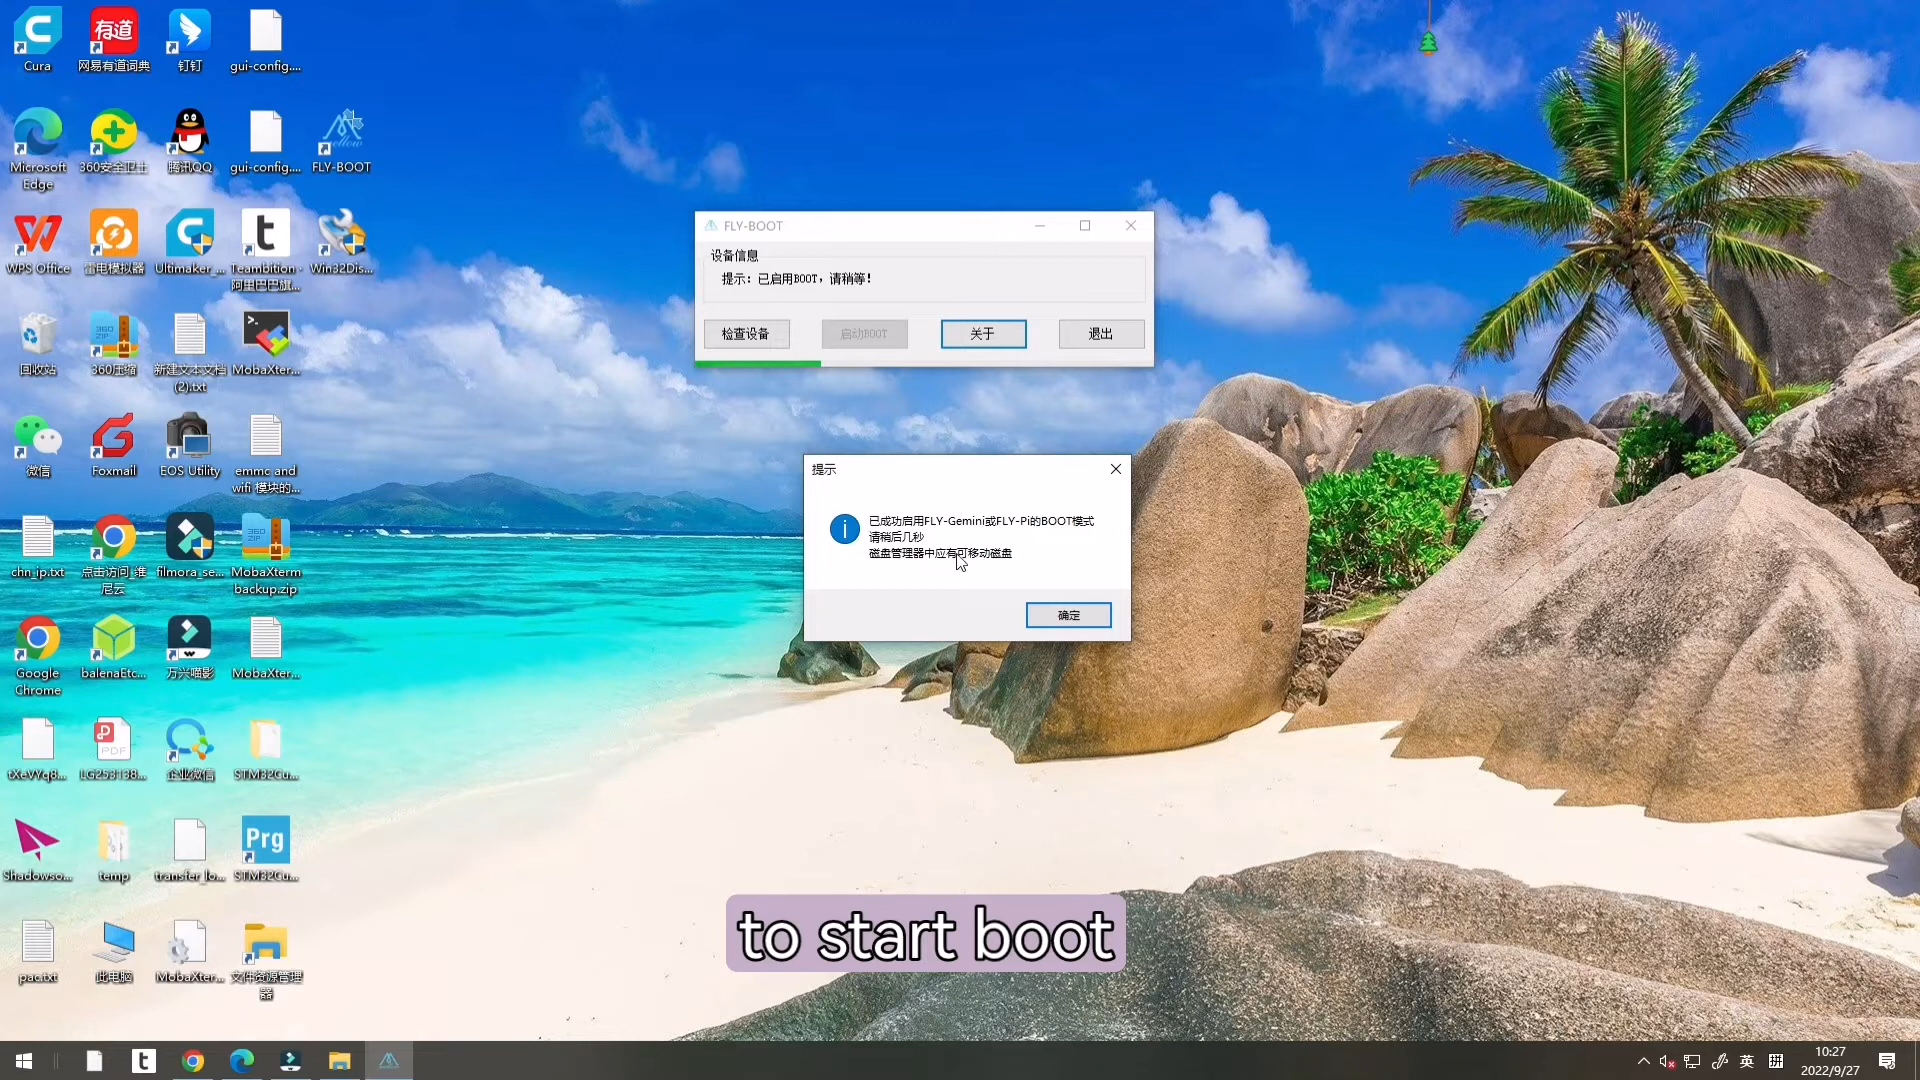 Cura
网易有道词典
钉钉
gui-config....
Microsoft
Edge
360安全卫士
腾讯QQ
gui-config....
FLY-BOOT
WPS Office
雷电模拟器
Ultimaker_...
Teambition -
阿里巴巴旗...
Win32Dis...
回收站
360压缩
新建文本文档
(2).txt
MobaXter...
微信
Foxmail
EOS Utility
emmc and
wifi 模块的...
chn_ip.txt
点击访问_维
尼云
filmora_se...
MobaXterm
backup.zip
Google
Chrome
balenaEtc...
万兴喵影
MobaXter...
tXeVYq8...
LG253138...
企业微信
STM32Cu...
Shadowso...
temp
transfer_lo...
STM32Cu...
pac.txt
此电脑
MobaXter...
文件资源管理
器
FLY-BOOT
设备信息
提示：已启用BOOT，请稍等！
检查设备
启动BOOT
关于
退出
提示
已成功启用FLY-Gemini或FLY-Pi的BOOT模式
请稍后几秒
磁盘管理器中应有可移动磁盘
确定
to start boot
英
拼
10:27
2022/9/27